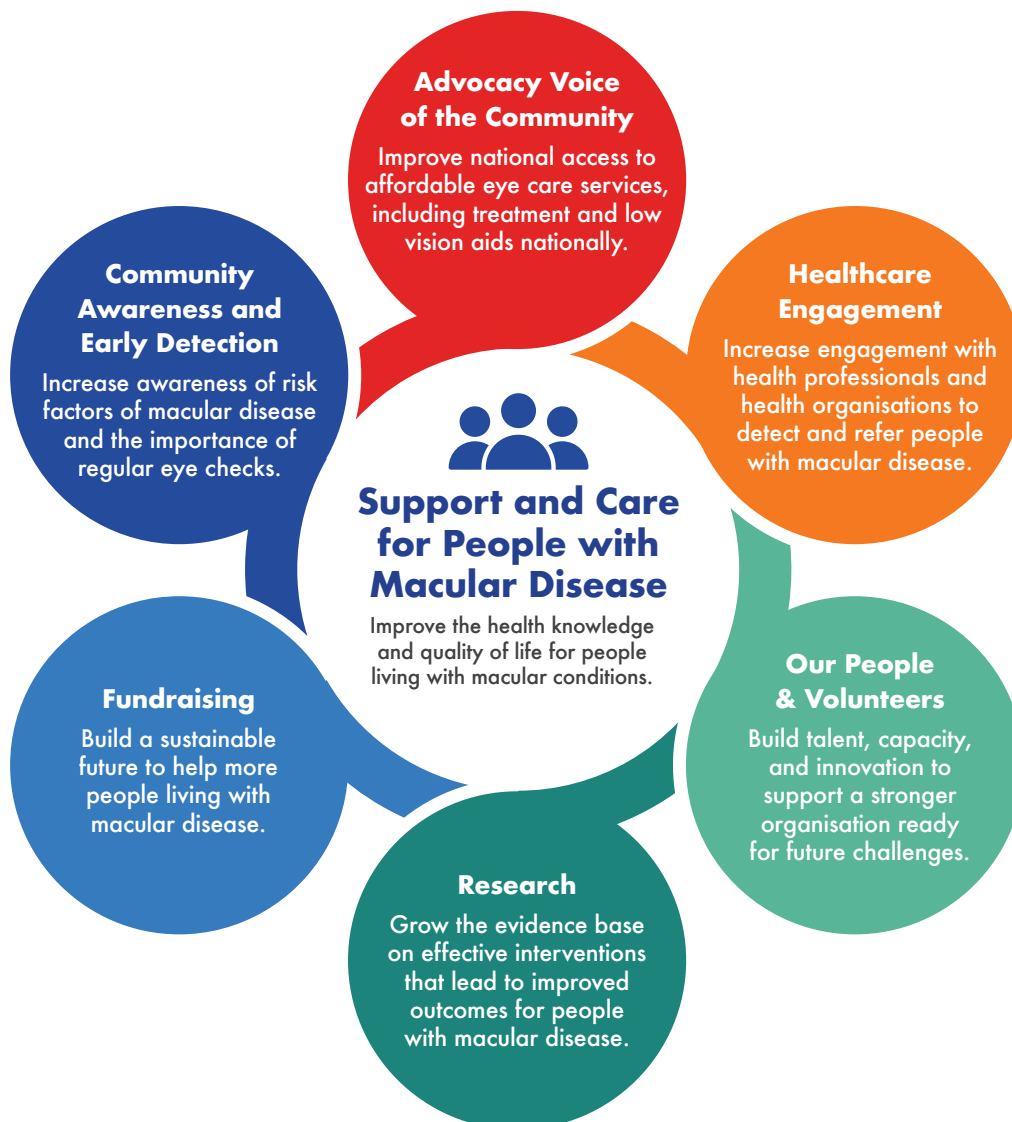 Advocacy Voice
of the Community
Improve national access to
affordable eye care services,
including treatment and low
vision aids nationally.
Healthcare
Engagement
Increase engagement with
health professionals and
health organisations to
detect and refer people
with macular disease.
Our People
& Volunteers
Build talent, capacity,
and innovation to
support a stronger
organisation ready
for future challenges.
Research
Grow the evidence base
on effective interventions
that lead to improved
outcomes for people
with macular disease.
Fundraising
Build a sustainable
future to help more
people living with
macular disease.
Community
Awareness and
Early Detection
Increase awareness of risk
factors of macular disease
and the importance of
regular eye checks.
Support and Care
for People with
Macular Disease
Improve the health knowledge
and quality of life for people
living with macular conditions.